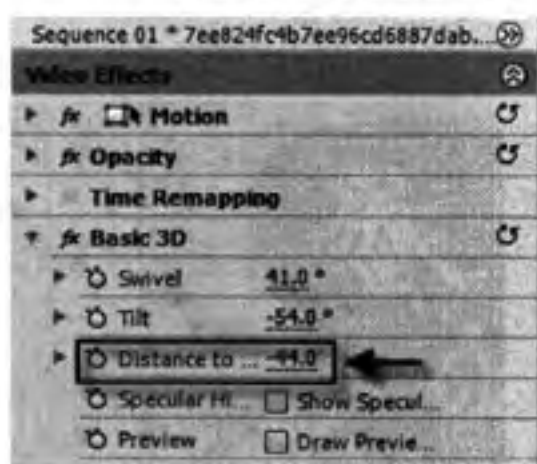 Sequence 01 * 7ee824fc4b7ee96cd6887dab...
Video Effects
fx Motion
fx Opacity
Time Remapping
fx Basic 3D
Swivel 41.0 °
Tilt -54.0 °
Distance to ... -44.0
Specular Hi... Show Specul...
Preview Draw Previe...